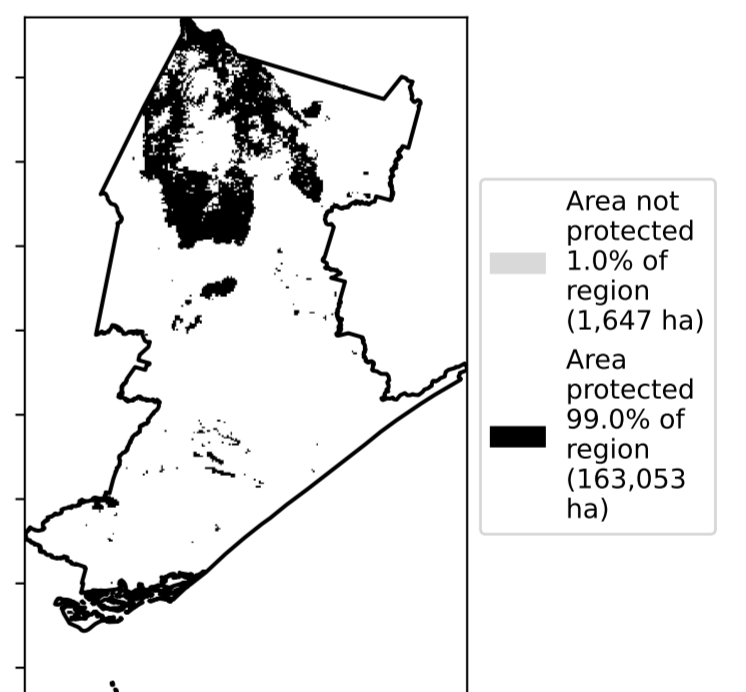 Area not
protected
1.0% of
region
(1,647 ha)
Area
protected
99.0% of
region
(163,053
ha)